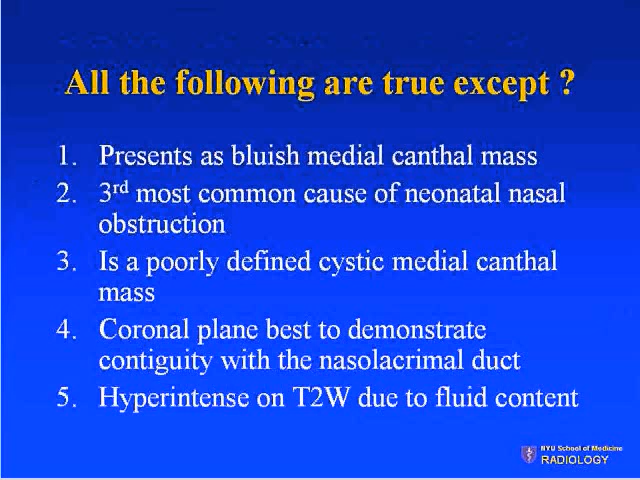 All the following are true except ?
1. Presents as bluish medial canthal mass
2. 3rd most common cause of neonatal nasal
obstruction
3. Is a poorly defined cystic medial canthal
mass
4. Coronal plane best to demonstrate
contiguity with the nasolacrimal duct
5. Hyperintense on T2W due to fluid content
NYU School of Medicine
RADIOLOGY